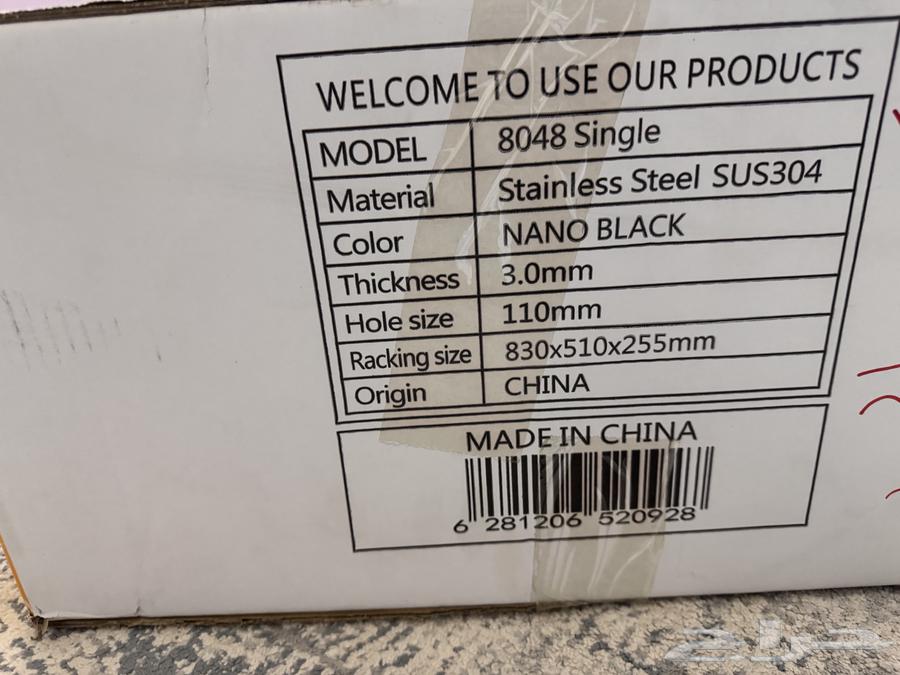 WELCOME TO USE OUR PRODUCTS
MODEL 8048 Single
Material Stainless Steel SUS304
Color NANO BLACK
Thickness 3.0mm
Hole size 110mm
Racking size 830x510x255mm
Origin CHINA
MADE IN CHINA
6 281206 520928
حراج